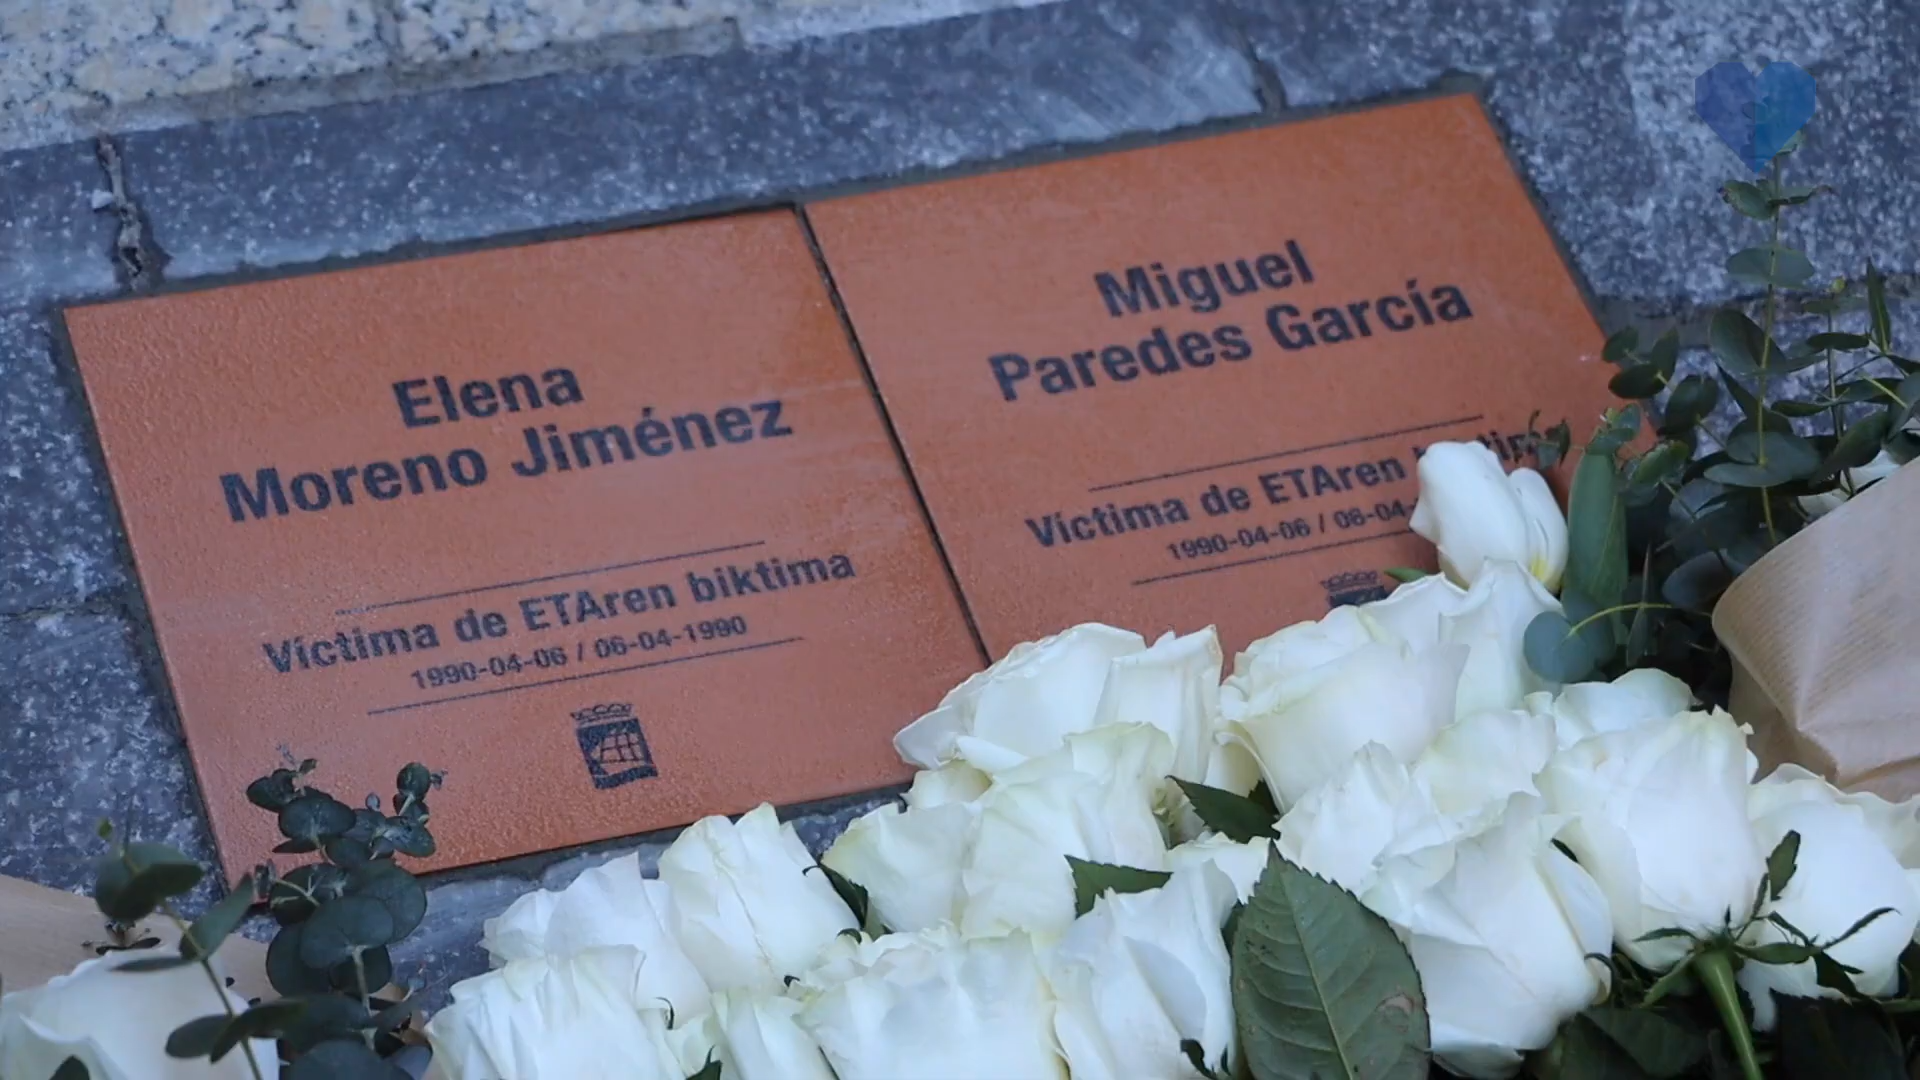 Elena
Moreno Jiménez
Víctima de ETAren biktima
1990-04-06 / 06-04-1990
Miguel
Paredes García
Víctima de ETAren
1990-04-06 / 06-04-